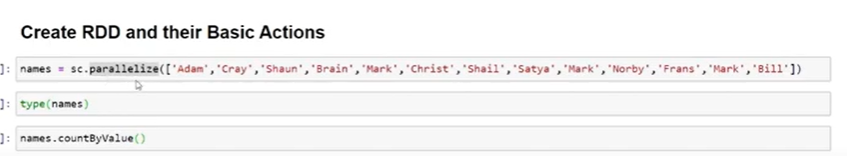 Create RDD and their Basic Actions
]: names = sc.parallelize(['Adam','Cray','Shaun','Brain','Mark','Christ','Shail','Satya','Mark','Norby','Frans','Mark','Bill'])
]: type(names)
]: names.countByValue()